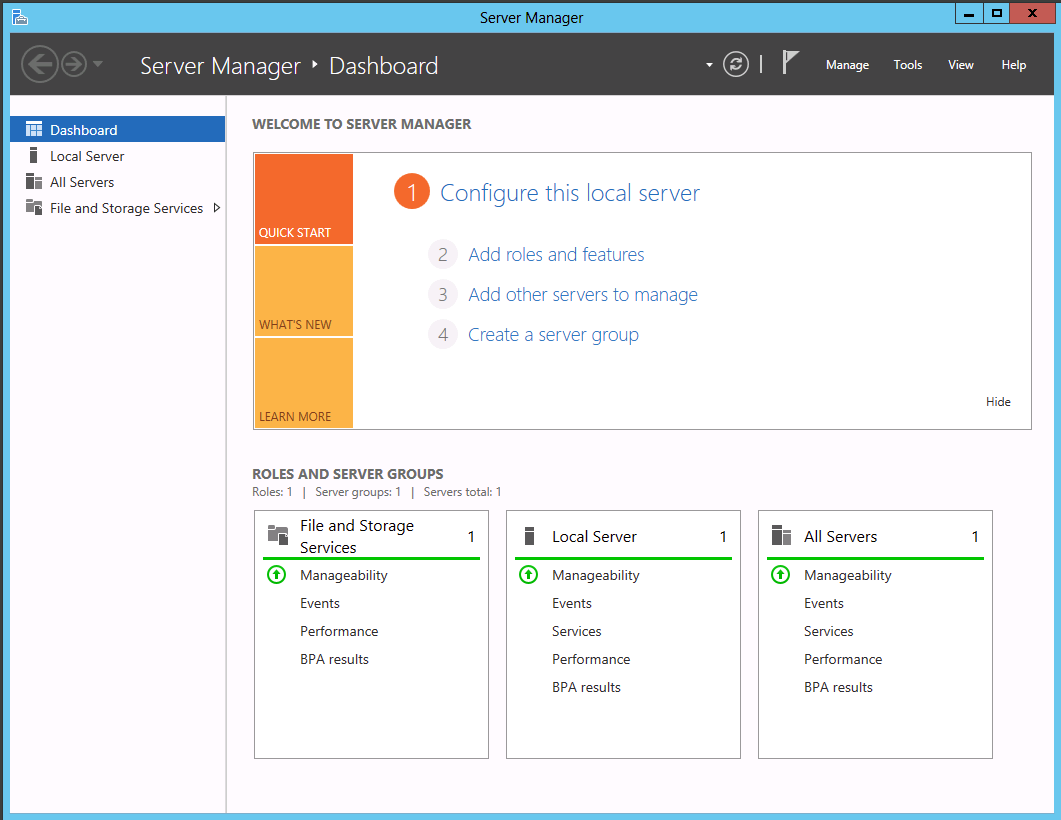 Server Manager
Server Manager • Dashboard
Manage Tools View Help
Dashboard
Local Server
All Servers
File and Storage Services
WELCOME TO SERVER MANAGER
QUICK START
WHAT'S NEW
LEARN MORE
1 Configure this local server
2 Add roles and features
3 Add other servers to manage
4 Create a server group
Hide
ROLES AND SERVER GROUPS
Roles: 1 | Server groups: 1 | Servers total: 1
File and Storage
Services 1
Manageability
Events
Performance
BPA results
Local Server 1
Manageability
Events
Services
Performance
BPA results
All Servers 1
Manageability
Events
Services
Performance
BPA results